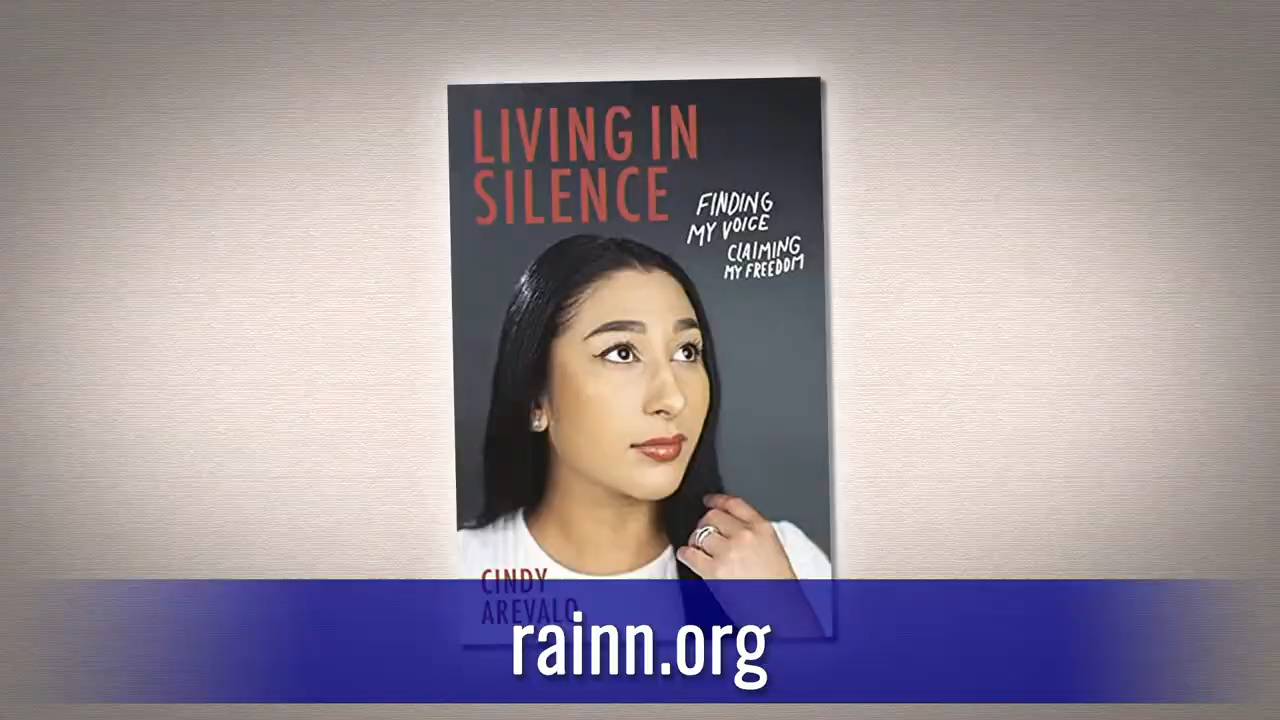 LIVING IN
SILENCE
FINDING
MY VOICE
CLAIMING
MY FREEDOM
CINDY
AREVALO
rainn.org